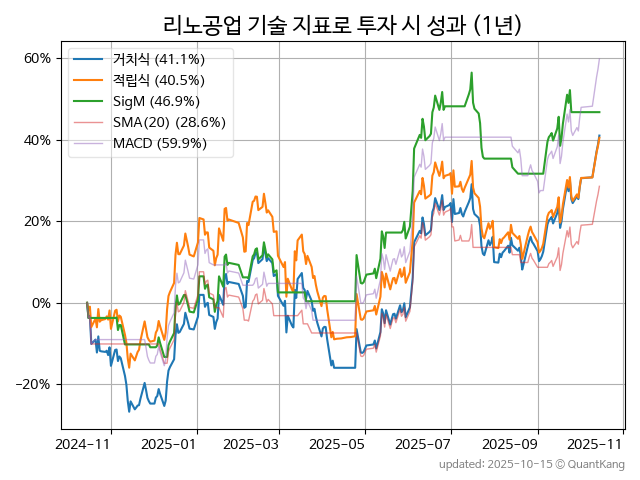 리노공업 기술 지표로 투자 시 성과 (1년)
60%
40%
20%
0%
−20%
거치식 (41.1%)
적립식 (40.5%)
SigM (46.9%)
SMA(20) (28.6%)
MACD (59.9%)
2024-11
2025-01
2025-03
2025-05
2025-07
2025-09
2025-11
updated: 2025-10-15 © QuantKang